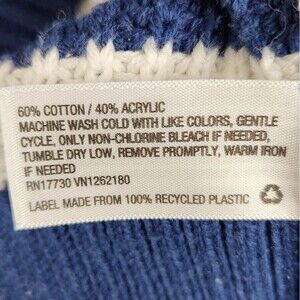 60% COTTON / 40% ACRYLIC
MACHINE WASH COLD WITH LIKE COLORS, GENTLE
CYCLE, ONLY NON-CHLORINE BLEACH IF NEEDED,
TUMBLE DRY LOW, REMOVE PROMPTLY, WARM IRON
IF NEEDED
RN17730 VN1262180
LABEL MADE FROM 100% RECYCLED PLASTIC